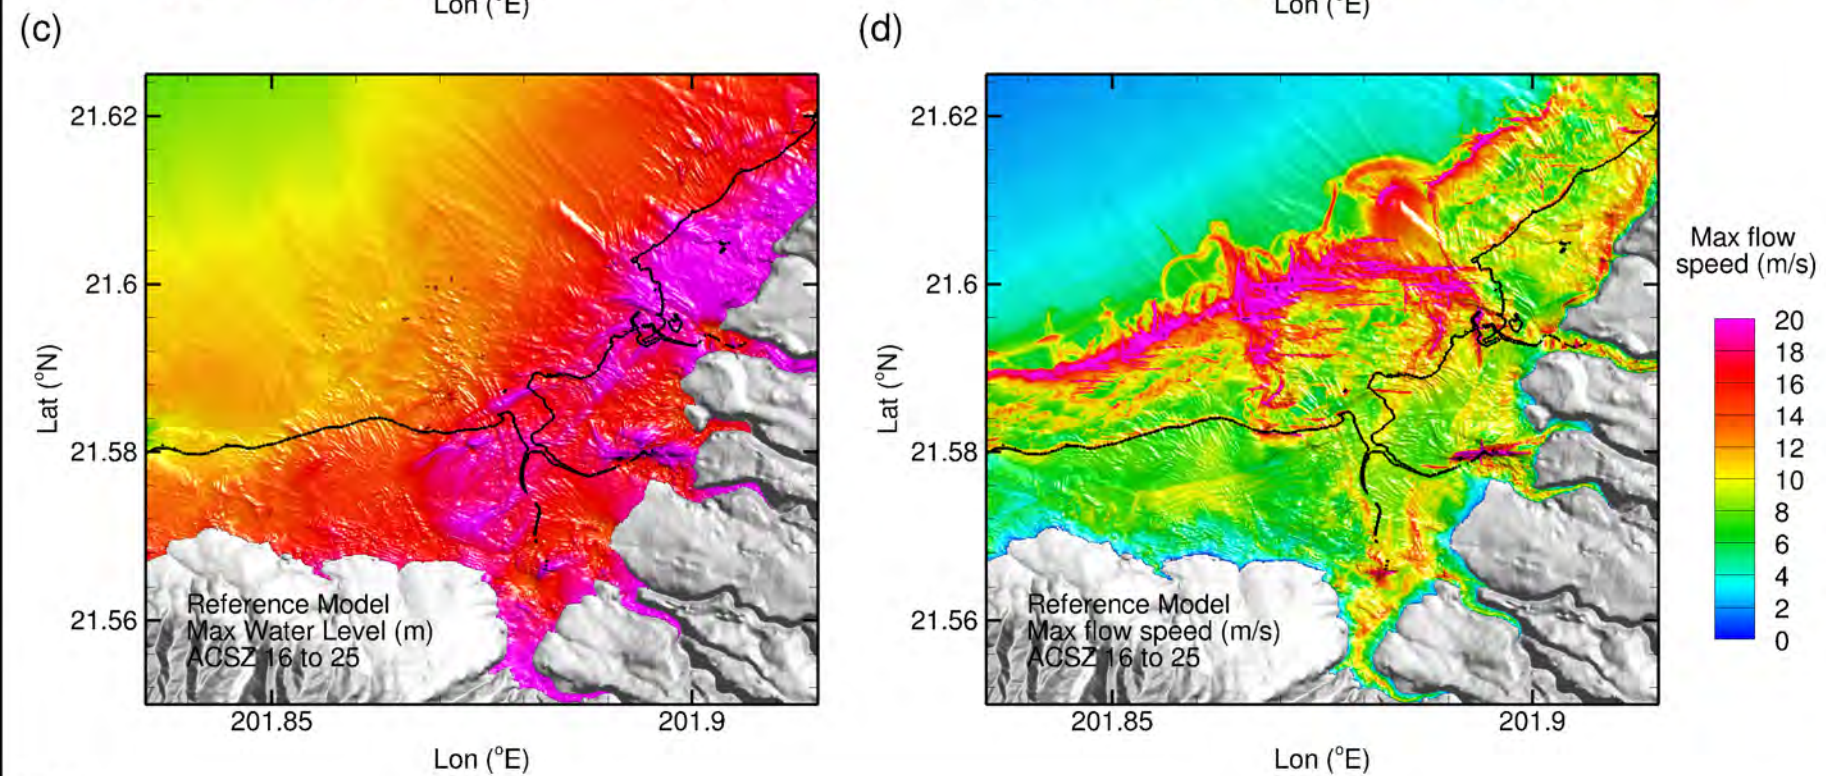 Lon (°E)
Lon (°E)
(c)
(d)
21.62
21.6
21.58
21.56
Lat (°N)
Reference Model
Max Water Level (m)
ACSZ 16 to 25
201.85
201.9
Lon (°E)
21.62
21.6
21.58
21.56
Lat (°N)
Reference Model
Max flow speed (m/s)
ACSZ 16 to 25
201.85
201.9
Lon (°E)
Max flow
speed (m/s)
20
18
16
14
12
10
8
6
4
2
0